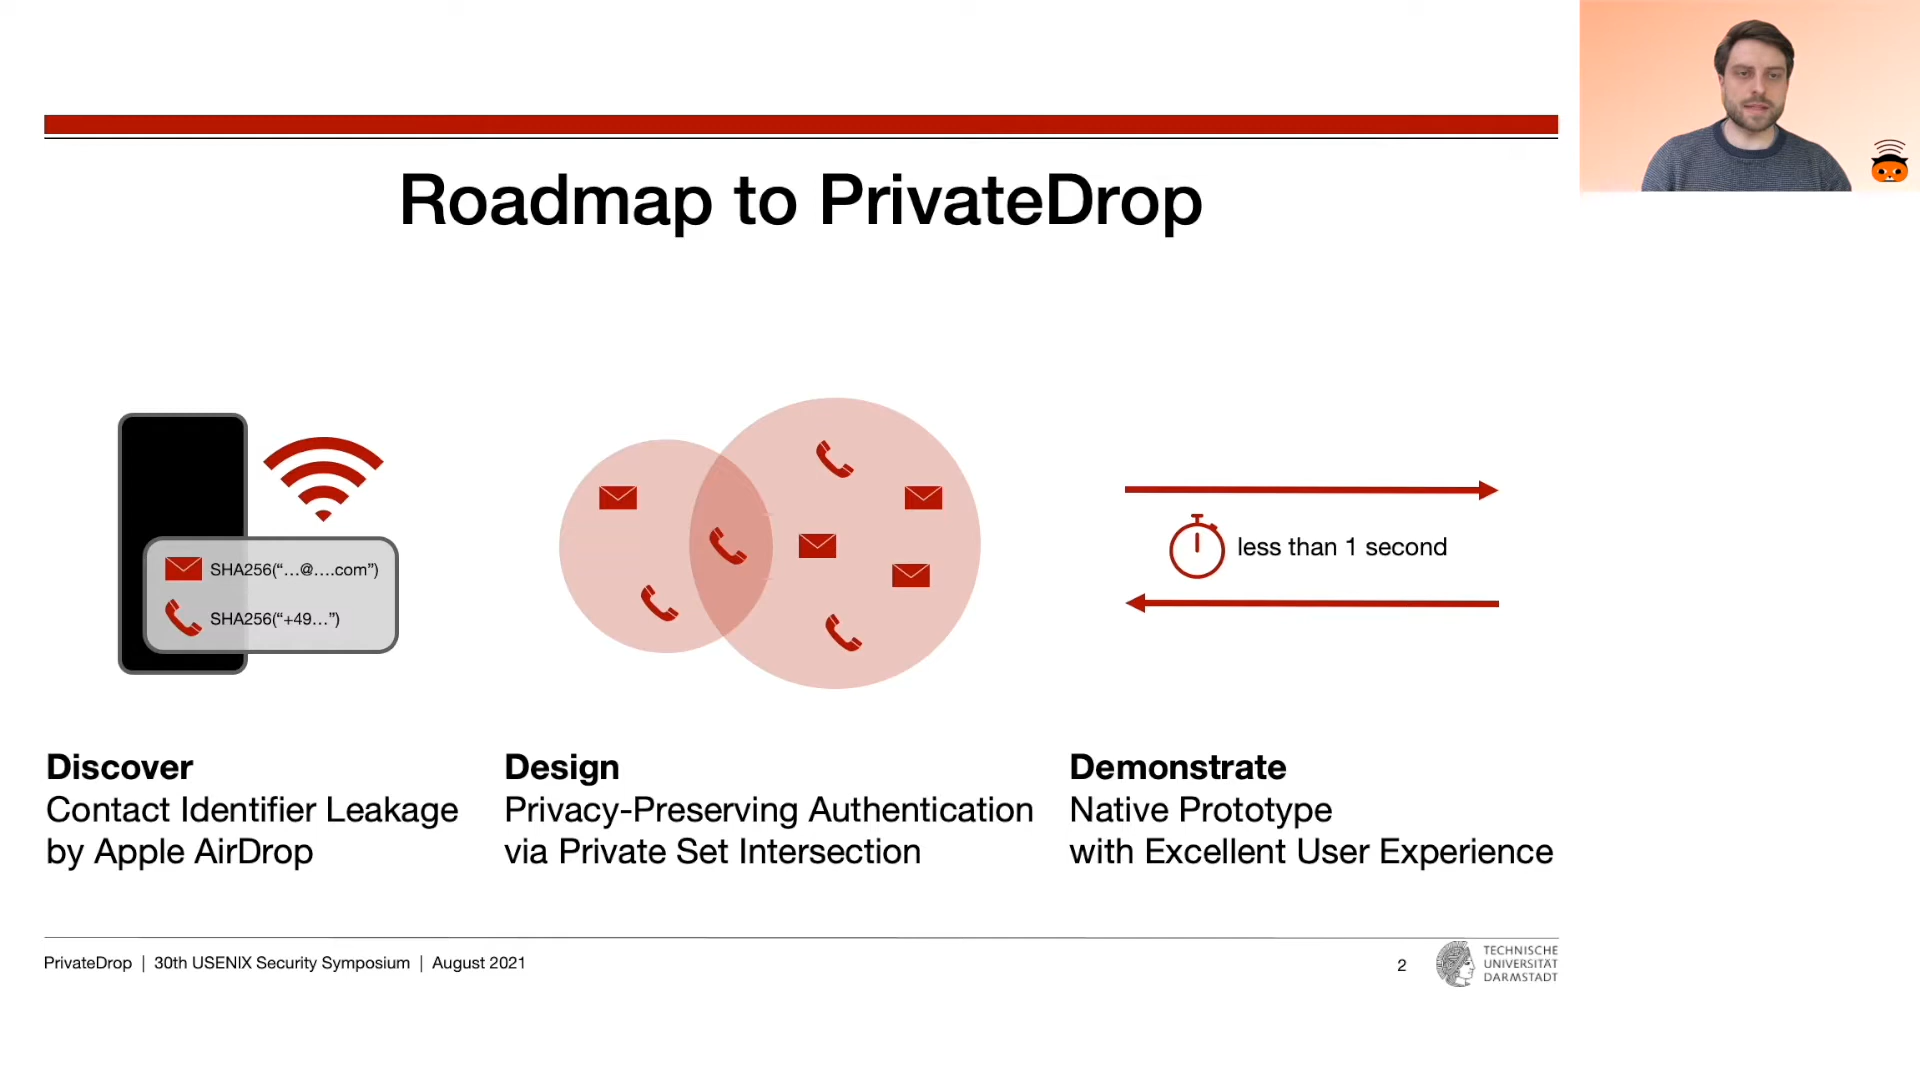 Roadmap to PrivateDrop
SHA256(“...@....com”)
SHA256(“+49...”)
less than 1 second
Discover
Contact Identifier Leakage
by Apple AirDrop
Design
Privacy-Preserving Authentication
via Private Set Intersection
Demonstrate
Native Prototype
with Excellent User Experience
PrivateDrop | 30th USENIX Security Symposium | August 2021
2
TECHNISCHE
UNIVERSITÄT
DARMSTADT